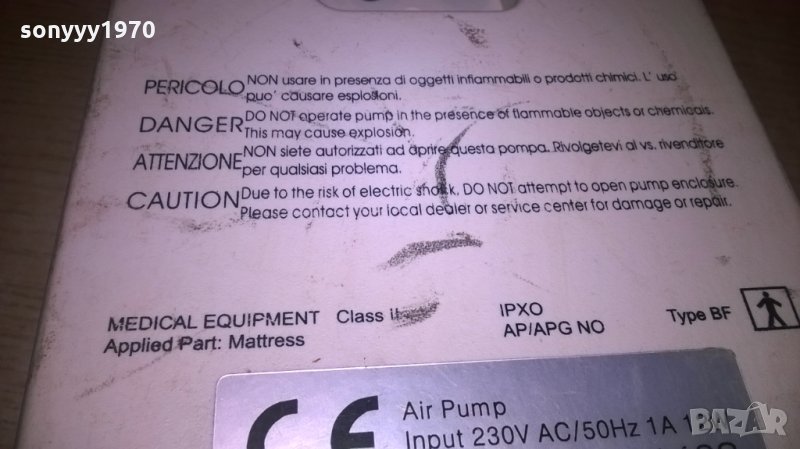 sonyyy1970
PERICOLO NON usare in presenza di oggetti infiammabili o prodotti chimici. L' uso
puo' causare esplosioni.
DANGER DO NOT operate pump in the presence of flammable objects or chemicals.
This may cause explosion.
ATTENZIONE NON siete autorizzati ad aprire questa pompa. Rivolgetevi al vs. rivenditore
per qualsiasi problema.
CAUTION Due to the risk of electric shock, DO NOT attempt to open pump enclosure.
Please contact your local dealer or service center for damage or repair.
MEDICAL EQUIPMENT Class II IPXO Type BF
Applied Part: Mattress AP/APG NO
CE Air Pump
Input 230V AC/50Hz 1A
BAZAR